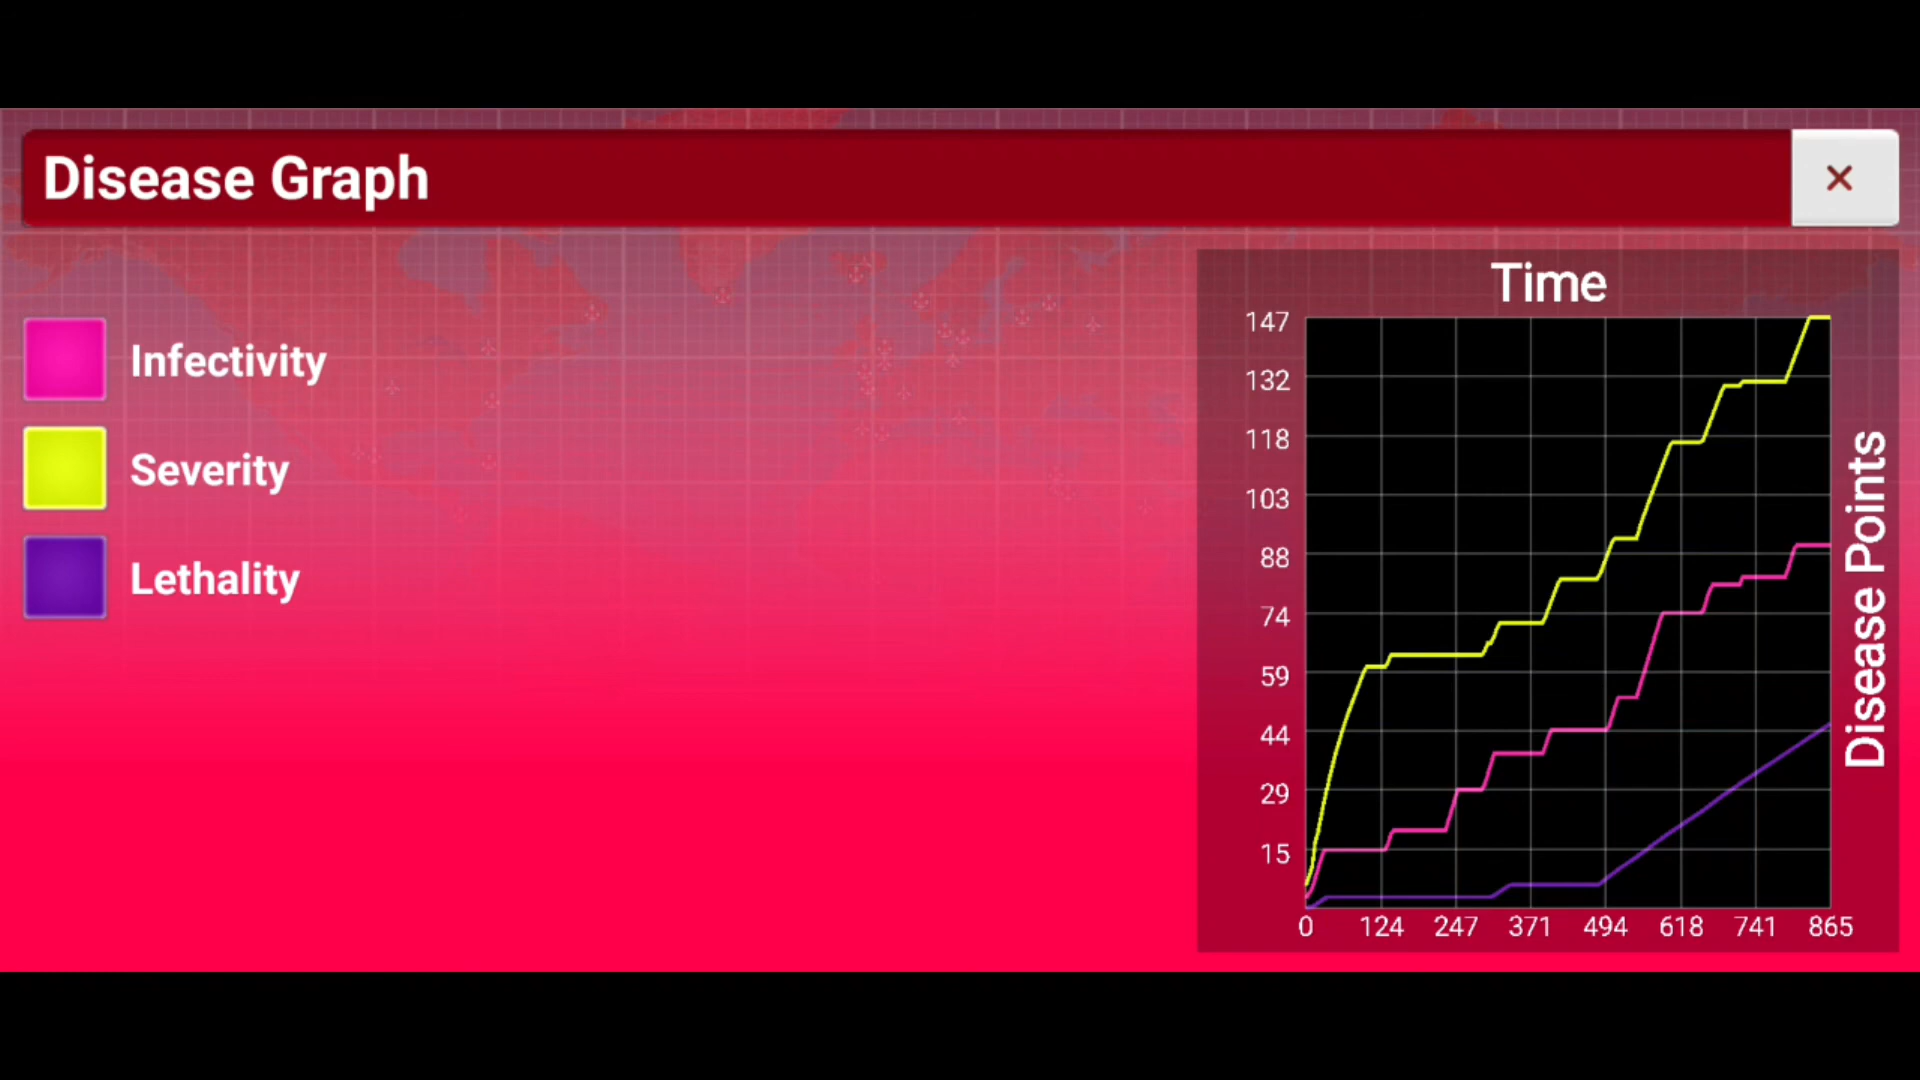 Disease Graph
×
Infectivity
Severity
Lethality
Time
147
132
118
103
88
74
59
44
29
15
0 124 247 371 494 618 741 865
Disease Points